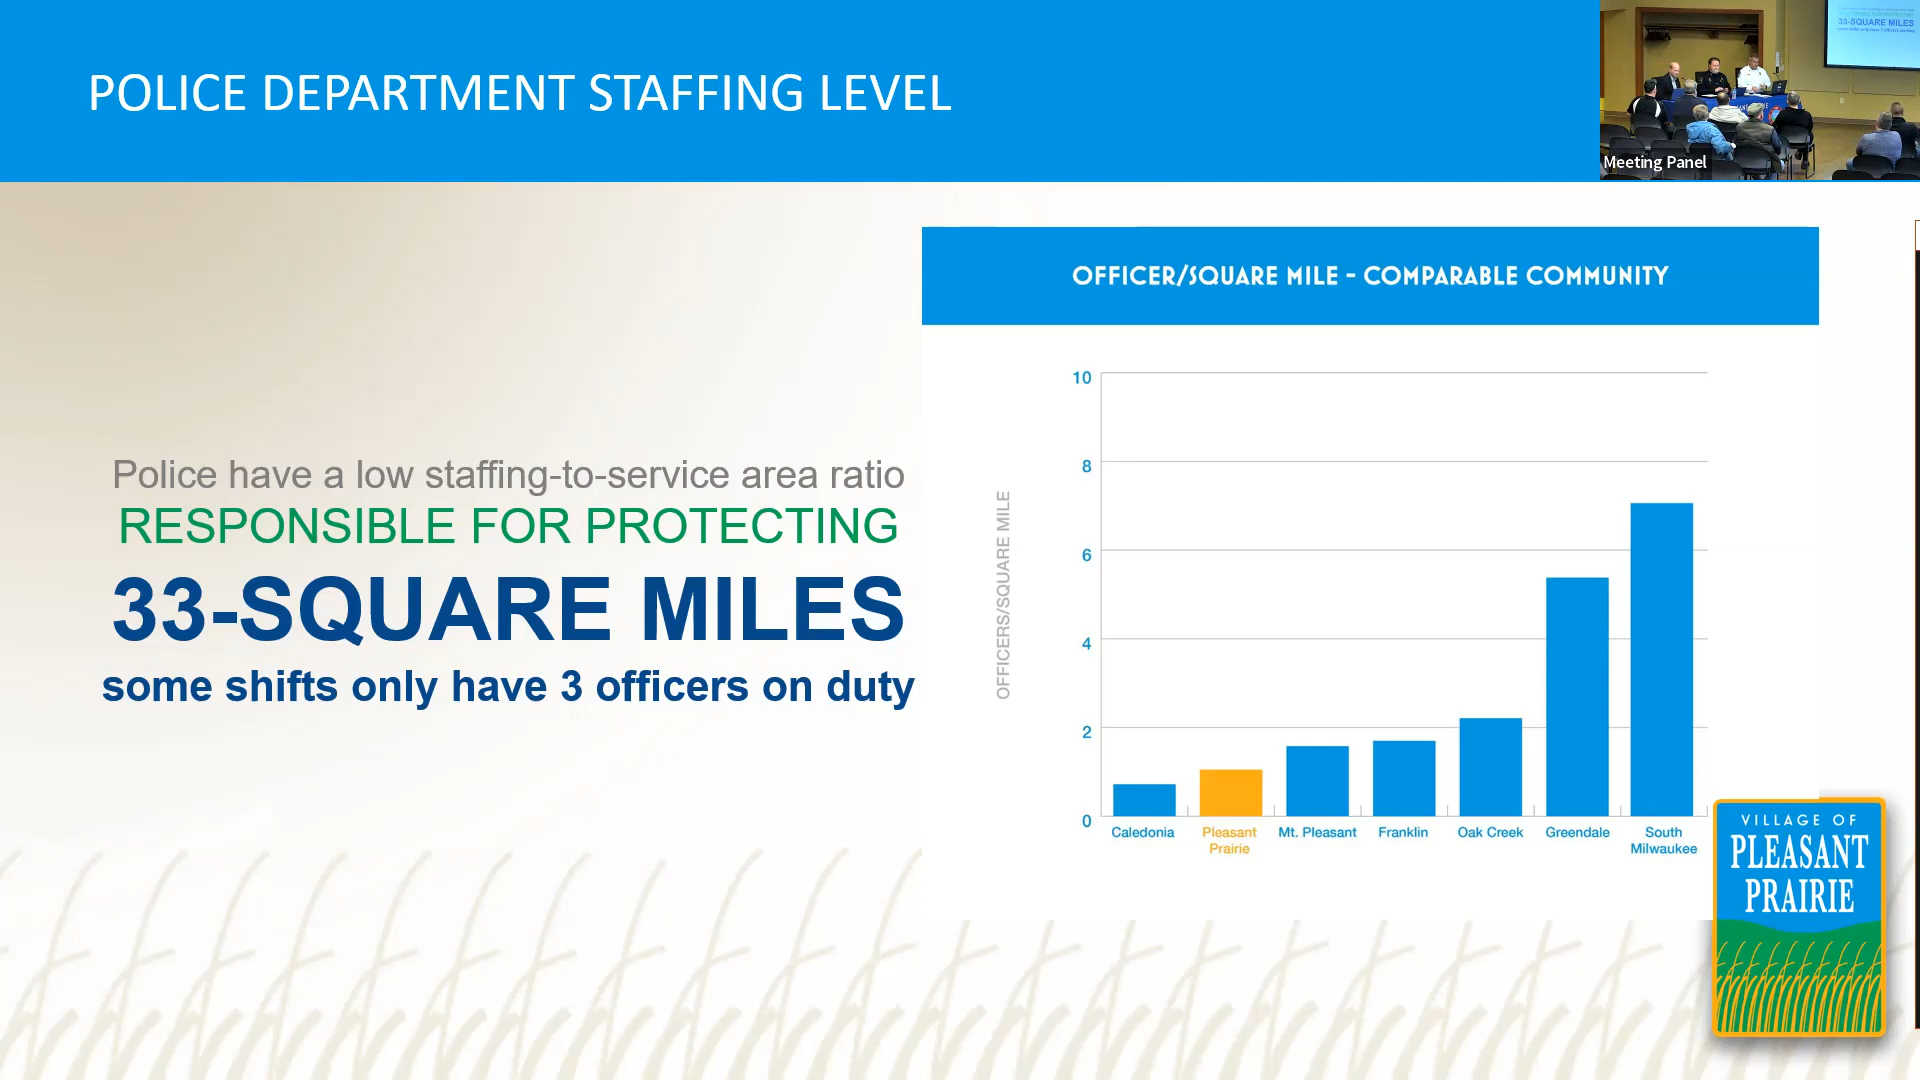 POLICE DEPARTMENT STAFFING LEVEL
33-SQUARE MILES
Meeting Panel
Police have a low staffing-to-service area ratio
RESPONSIBLE FOR PROTECTING
33-SQUARE MILES
some shifts only have 3 officers on duty
OFFICER/SQUARE MILE - COMPARABLE COMMUNITY
OFFICERS/SQUARE MILE
10
8
6
4
2
0
Caledonia
Pleasant
Prairie
Mt. Pleasant
Franklin
Oak Creek
Greendale
South
Milwaukee
VILLAGE OF
PLEASANT
PRAIRIE